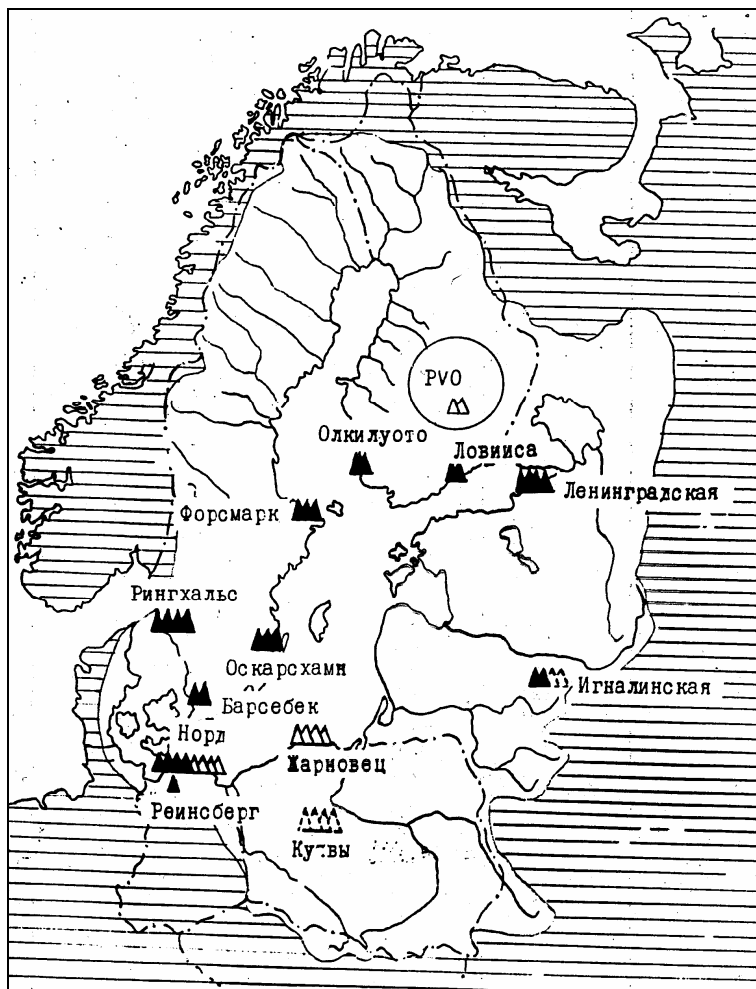 PVO
Олкилуото
Ловииса
Ленинградская
Форсмарк
Рингхальс
Оскарсхамн
Игналинская
Барсебек
Норд
Жарновец
Реинсберг